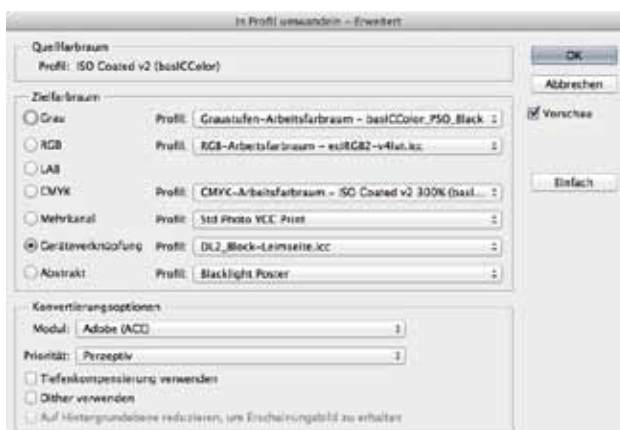 In Profil umwandeln – Erweitert
Quellfarbraum
Profil: ISO Coated v2 (basICColor)
OK
Abbrechen
Vorschau
Einfach
Zielfarbraum
Grau Profil: Graustufen-Arbeitsfarbraum – basICColor_PSO_Black
RGB Profil: RGB-Arbeitsfarbraum – eciRGB2-v4lut.icc
LAB
CMYK Profil: CMYK-Arbeitsfarbraum – ISO Coated v2 300% (basI...
Mehrkanal Profil: Std Photo YCC Print
Geräteverknüpfung Profil: DL2_Block-Leimseite.icc
Abstrakt Profil: Blacklight Poster
Konvertierungsoptionen
Modul: Adobe (ACE)
Priorität: Perzeptiv
Tiefenkompensierung verwenden
Dither verwenden
Auf Hintergrundebene reduzieren, um Erscheinungsbild zu erhalten